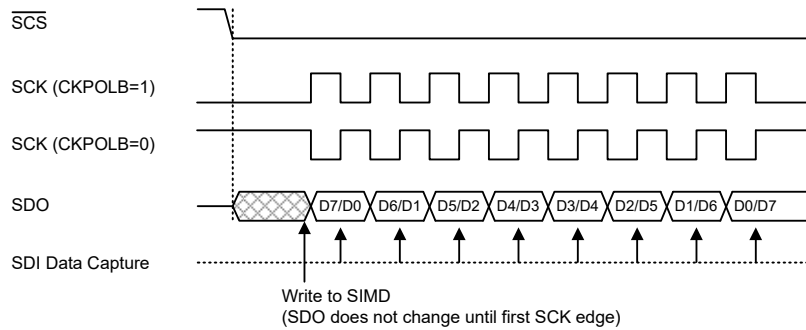 SCS
SCK (CKPOLB=1)
SCK (CKPOLB=0)
SDO D7/D0 D6/D1 D5/D2 D4/D3 D3/D4 D2/D5 D1/D6 D0/D7
SDI Data Capture
Write to SIMD
(SDO does not change until first SCK edge)